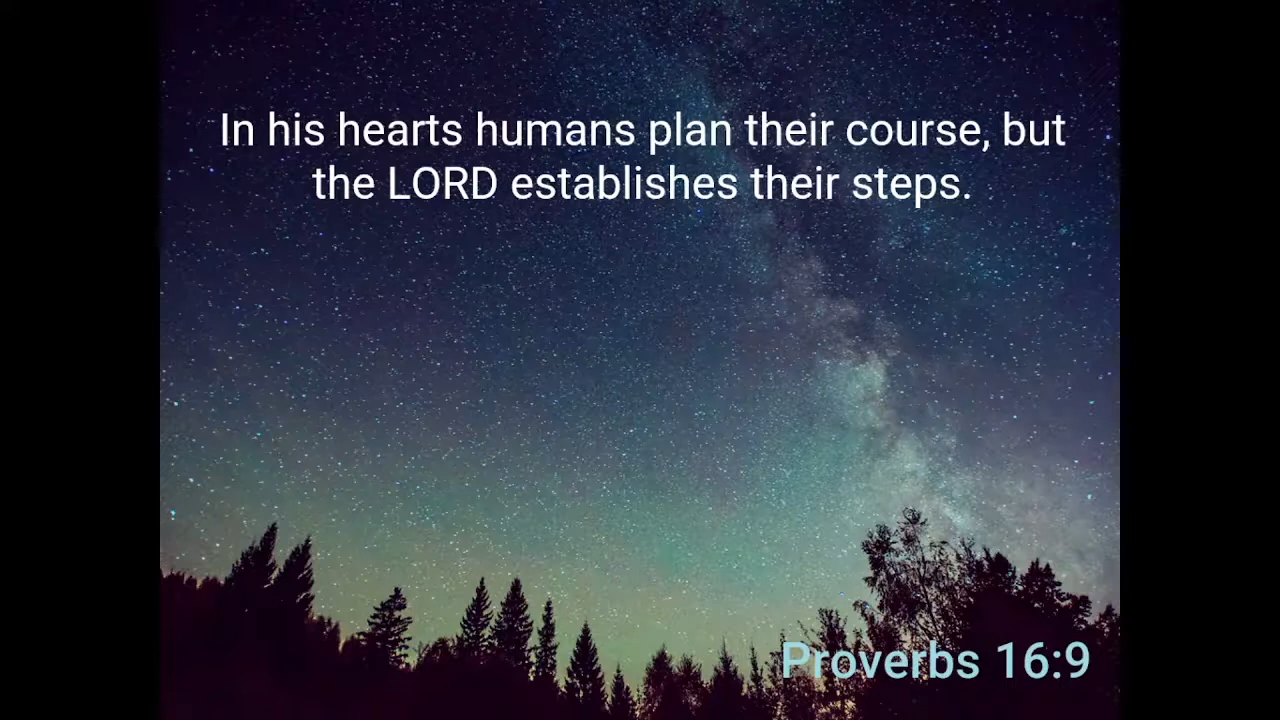 In his hearts humans plan their course, but
the LORD establishes their steps.
Proverbs 16:9